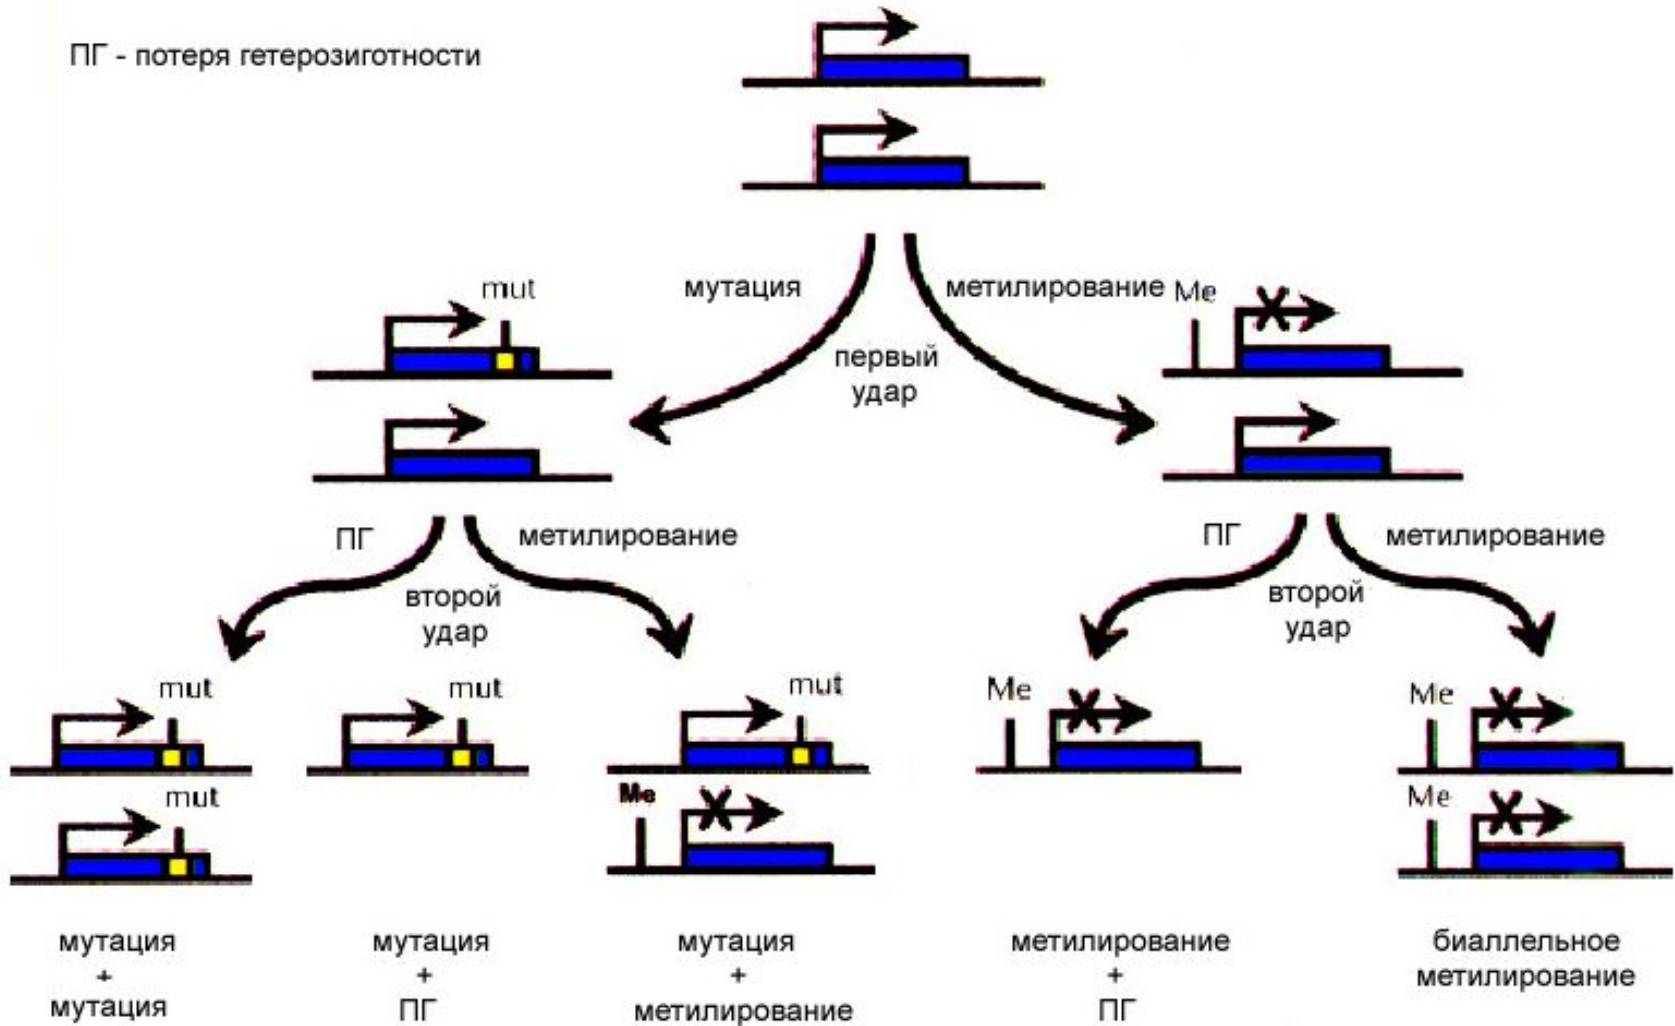 ПГ - потеря гетерозиготности
мутация
метилирование
первый
удар
mut
Me
ПГ
метилирование
второй
удар
ПГ
метилирование
второй
удар
mut
mut
mut
Me
Me
mut
Me
Me
мутация
+
мутация
мутация
+
ПГ
мутация
+
метилирование
метилирование
+
ПГ
биаллельное
метилирование